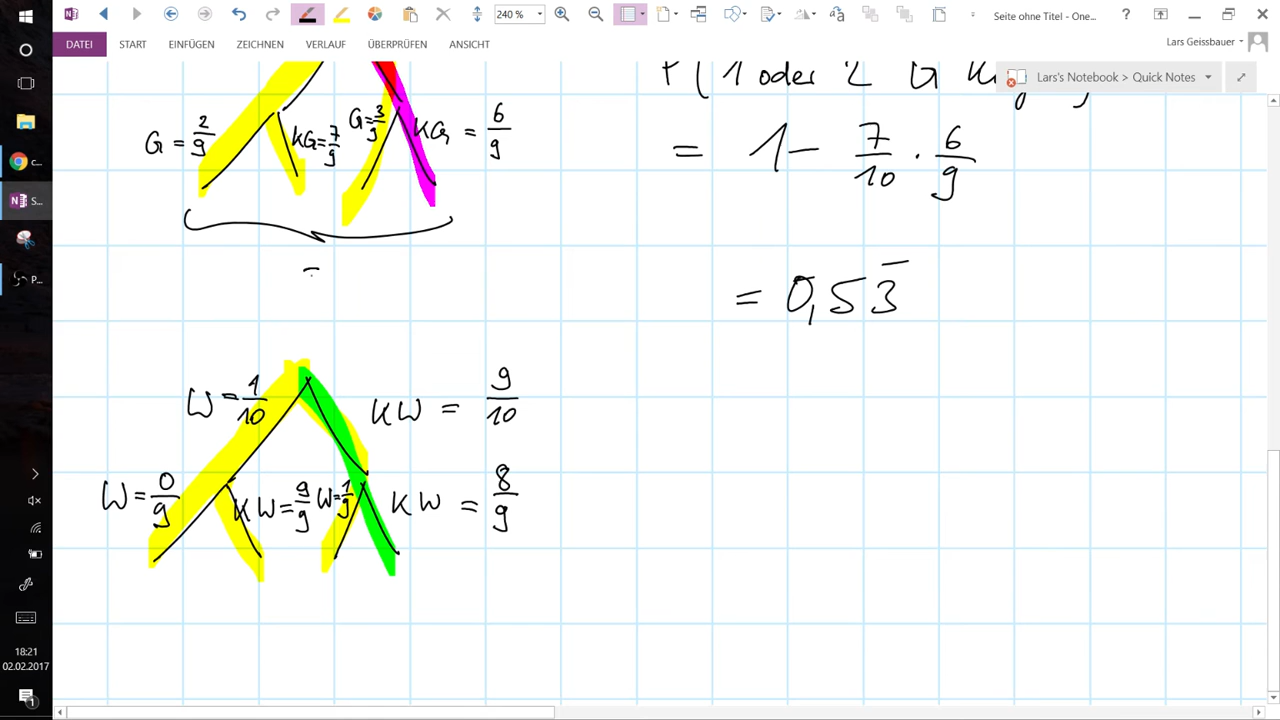 240 %
Seite ohne Titel - One...
?
DATEI START EINFÜGEN ZEICHNEN VERLAUF ÜBERPRÜFEN ANSICHT
Lars Geissbauer
Lars's Notebook > Quick Notes
P(1 oder 2 G
G = 2/9
KG = 7/9
G = 3/9
KG = 6/9
= 1 - 7/10 · 6/9
= 0,53̅
W = 1/10
KW = 9/10
W = 0/9
KW = 9/9
W = 1/9
KW = 8/9
c...
S...
P...
18:21
02.02.2017
1